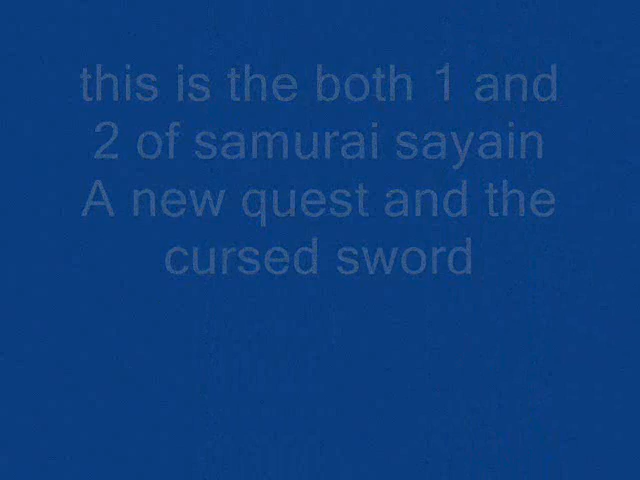 this is the both 1 and
2 of samurai sayain
A new quest and the
cursed sword